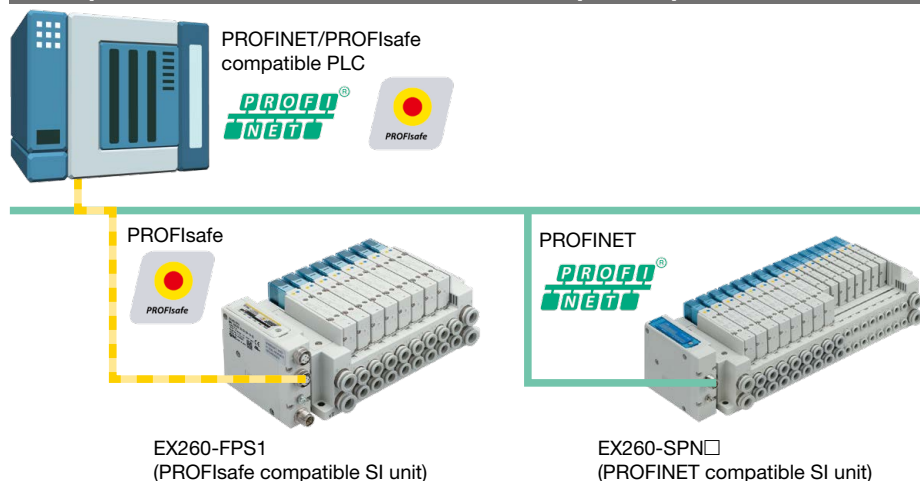 PROFINET/PROFIsafe
compatible PLC
PROFI
NET
®
PROFIsafe
PROFIsafe
PROFIsafe
PROFINET
PROFI
NET
®
EX260-FPS1
(PROFIsafe compatible SI unit)
EX260-SPN□
(PROFINET compatible SI unit)